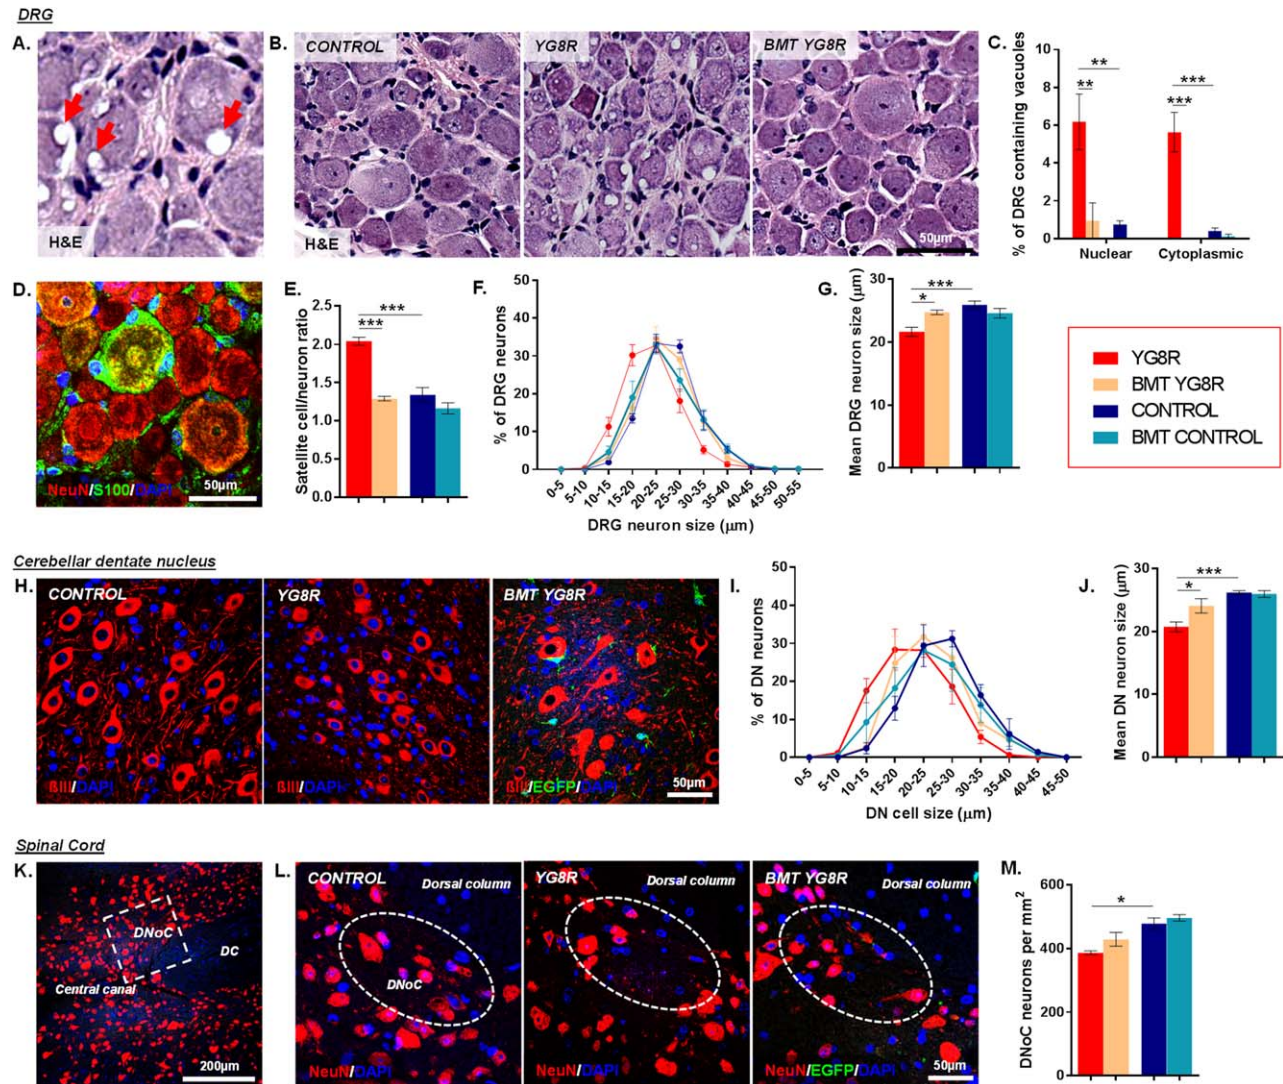 DRG
A.
H&E
B.
CONTROL
YG8R
BMT YG8R
H&E
50µm
C.
% of DRG containing vacuoles
10
8
6
4
2
0
**
**
***
***
Nuclear
Cytoplasmic
D.
NeuN/S100/DAPI
50µm
E.
Satellite cell/neuron ratio
2.5
2.0
1.5
1.0
0.5
0.0
***
***
F.
% of DRG neurons
50
40
30
20
10
0
0-5
5-10
10-15
15-20
20-25
25-30
30-35
35-40
40-45
45-50
50-55
DRG neuron size (µm)
G.
Mean DRG neuron size (µm)
30
20
10
0
***
*
YG8R
BMT YG8R
CONTROL
BMT CONTROL
Cerebellar dentate nucleus
H.
CONTROL
YG8R
BMT YG8R
ßIII/DAPI
ßIII/DAPI
ßIII/EGFP/DAPI
50µm
I.
% of DN neurons
50
40
30
20
10
0
0-5
5-10
10-15
15-20
20-25
25-30
30-35
35-40
40-45
45-50
DN cell size (µm)
J.
Mean DN neuron size (µm)
30
20
10
0
***
*
Spinal Cord
K.
DNoC
DC
Central canal
200µm
L.
CONTROL
Dorsal column
DNoC
NeuN/DAPI
YG8R
Dorsal column
NeuN/DAPI
BMT YG8R
Dorsal column
NeuN/EGFP/DAPI
50µm
M.
DNoC neurons per mm²
600
400
200
0
*